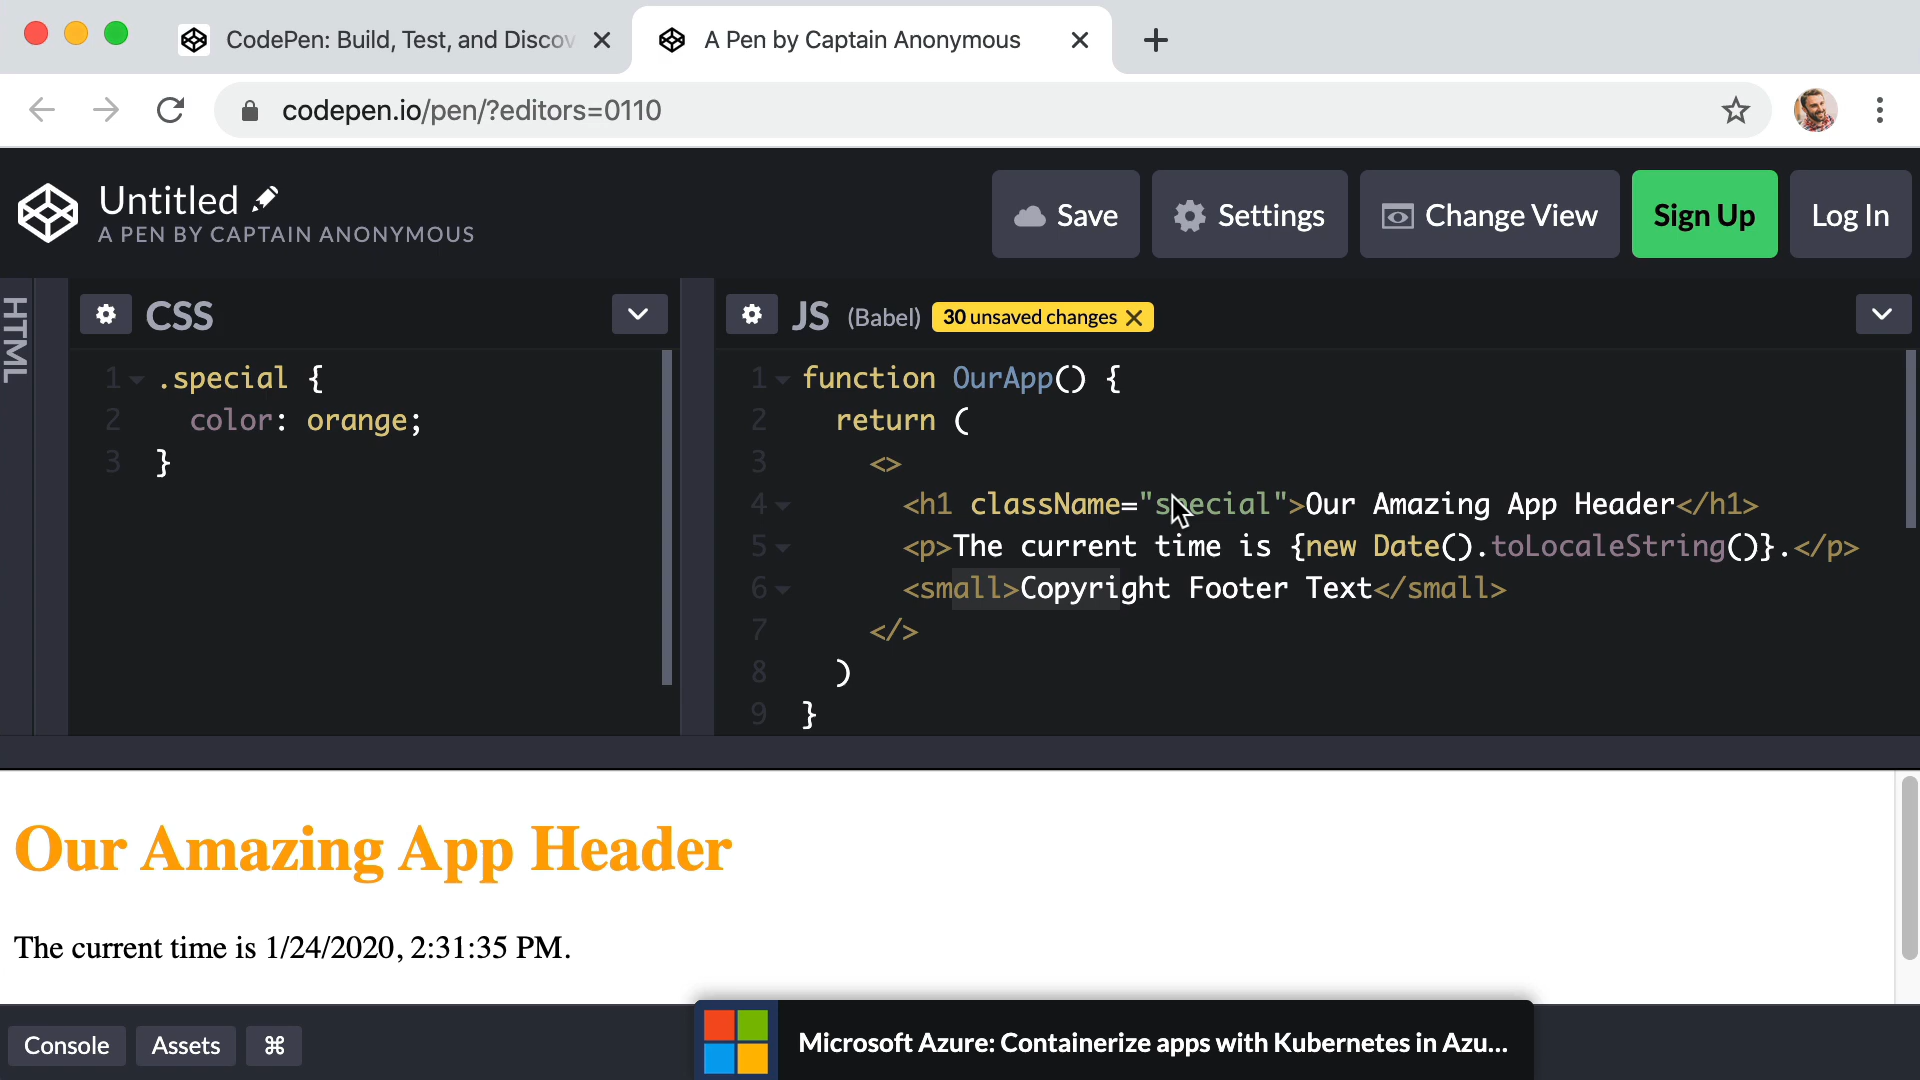 CodePen: Build, Test, and Discov
A Pen by Captain Anonymous
codepen.io/pen/?editors=0110
Untitled
A PEN BY CAPTAIN ANONYMOUS
Save
Settings
Change View
Sign Up
Log In
HTML
CSS
1 .special {
2 color: orange;
3 }
JS (Babel) 30 unsaved changes
1 function OurApp() {
2 return (
3 <>
4 <h1 className="special">Our Amazing App Header</h1>
5 <p>The current time is {new Date().toLocaleString()}.</p>
6 <small>Copyright Footer Text</small>
7 </>
8 )
9 }
Our Amazing App Header
The current time is 1/24/2020, 2:31:35 PM.
Console
Assets
⌘
Microsoft Azure: Containerize apps with Kubernetes in Azu...